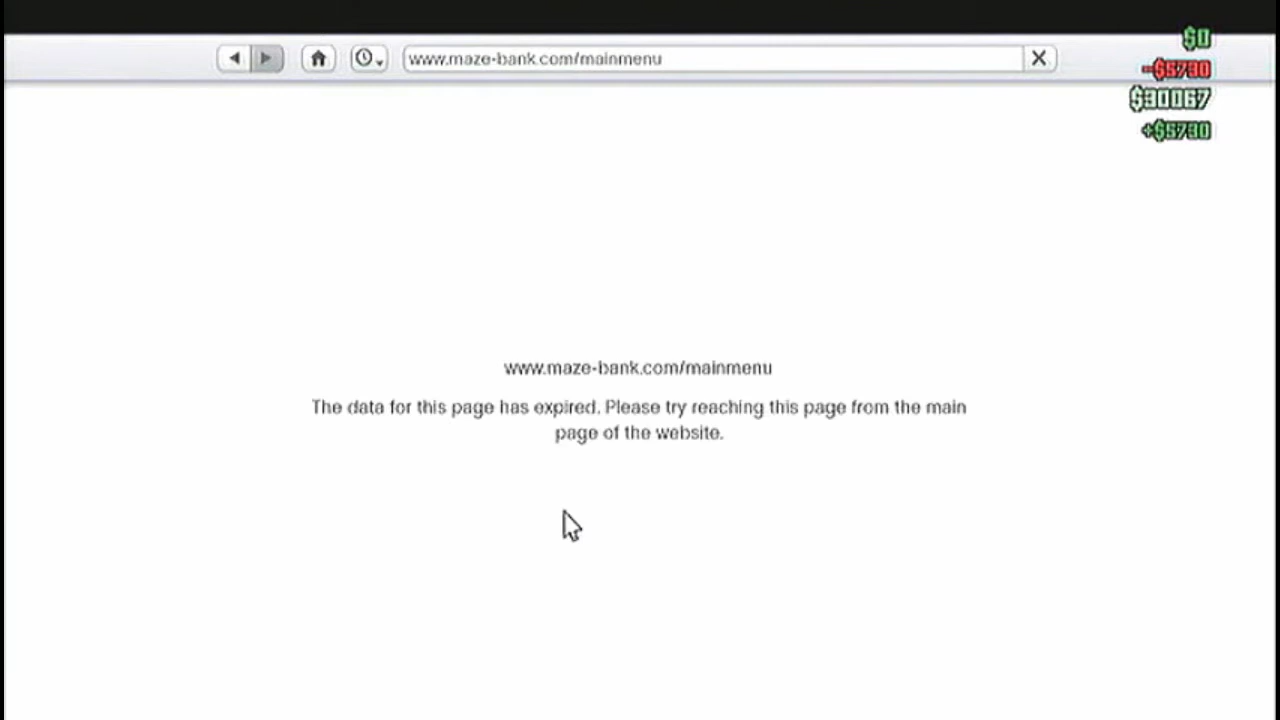 www.maze-bank.com/mainmenu
$0
-$5730
$30067
+$5730
www.maze-bank.com/mainmenu
The data for this page has expired. Please try reaching this page from the main
page of the website.